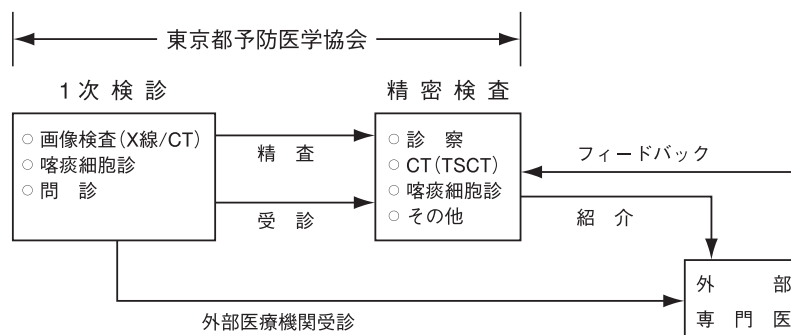 東京都予防医学協会
1次検診
精密検査
○ 画像検査(X線/CT)
○ 喀痰細胞診
○ 問 診
精 査
受 診
○ 診 察
○ CT(TSCT)
○ 喀痰細胞診
○ その他
フィードバック
紹 介
外 部
専 門 医
外部医療機関受診